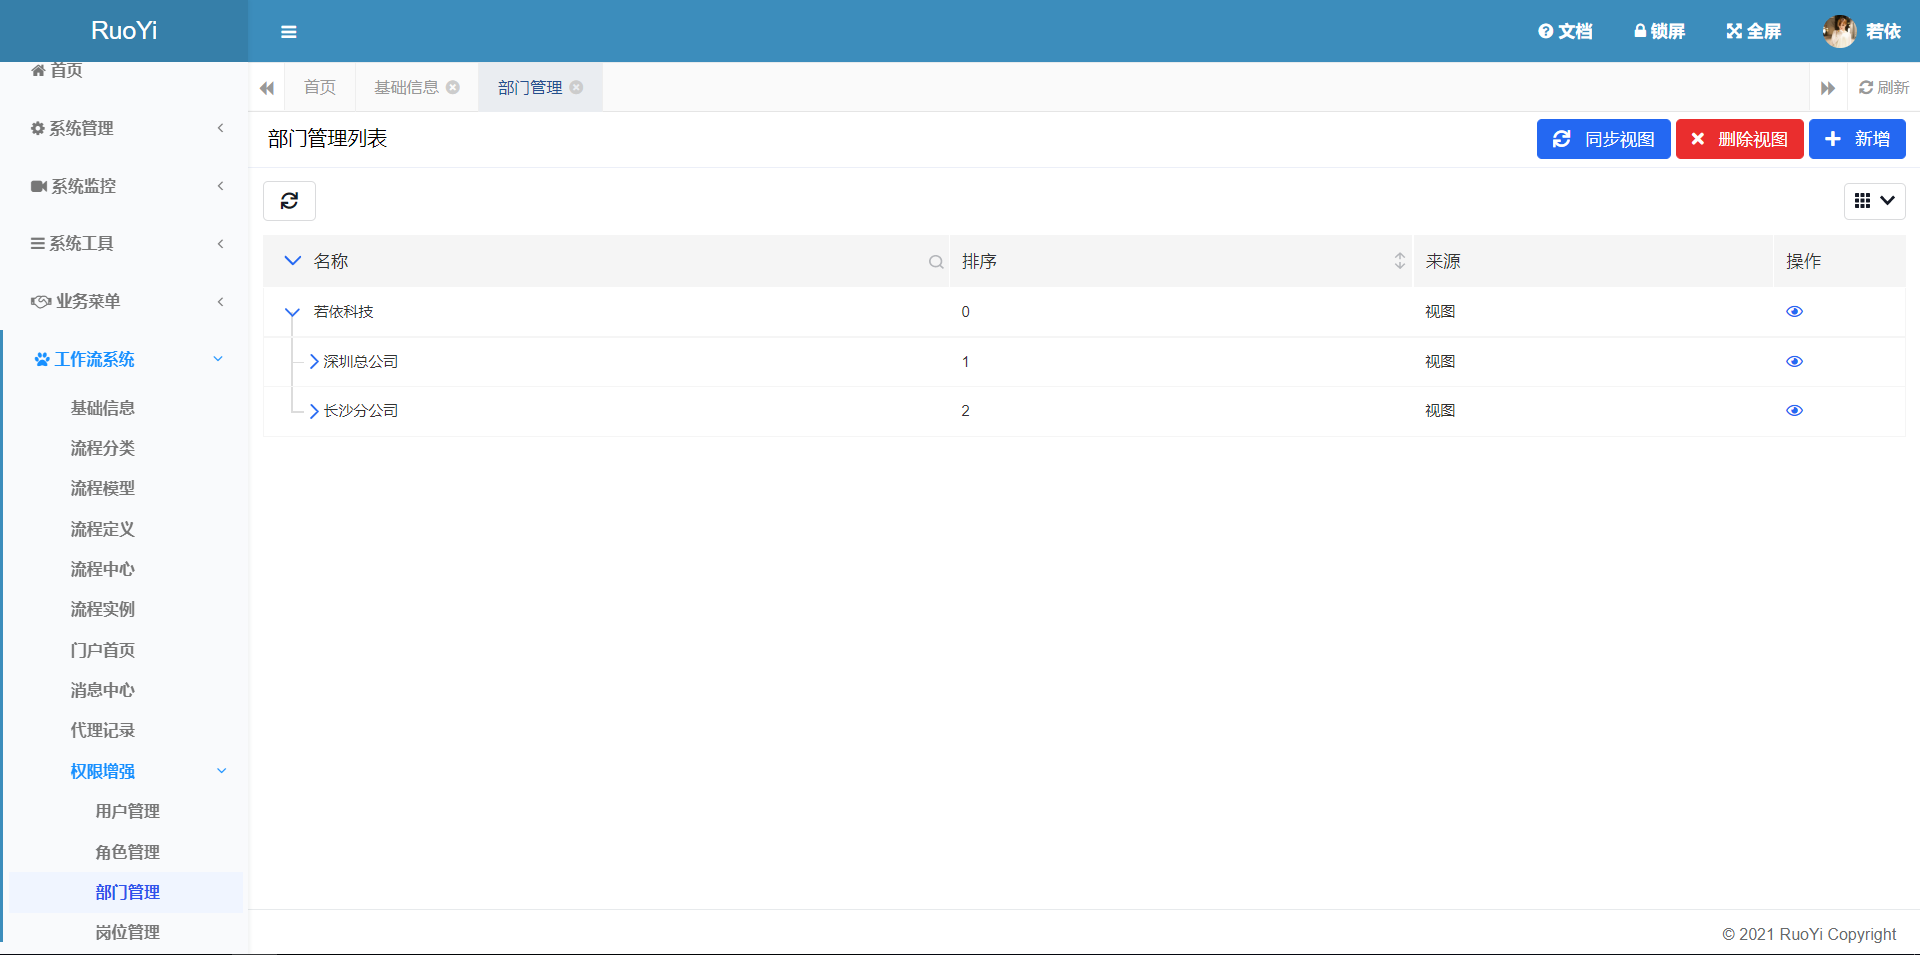 RuoYi
文档
锁屏
全屏
若依
首页
系统管理
系统监控
系统工具
业务菜单
工作流系统
基础信息
流程分类
流程模型
流程定义
流程中心
流程实例
门户首页
消息中心
代理记录
权限增强
用户管理
角色管理
部门管理
岗位管理
首页
基础信息
部门管理
刷新
部门管理列表
同步视图
删除视图
新增
名称 排序 来源 操作
若依科技 0 视图
深圳总公司 1 视图
长沙分公司 2 视图
© 2021 RuoYi Copyright